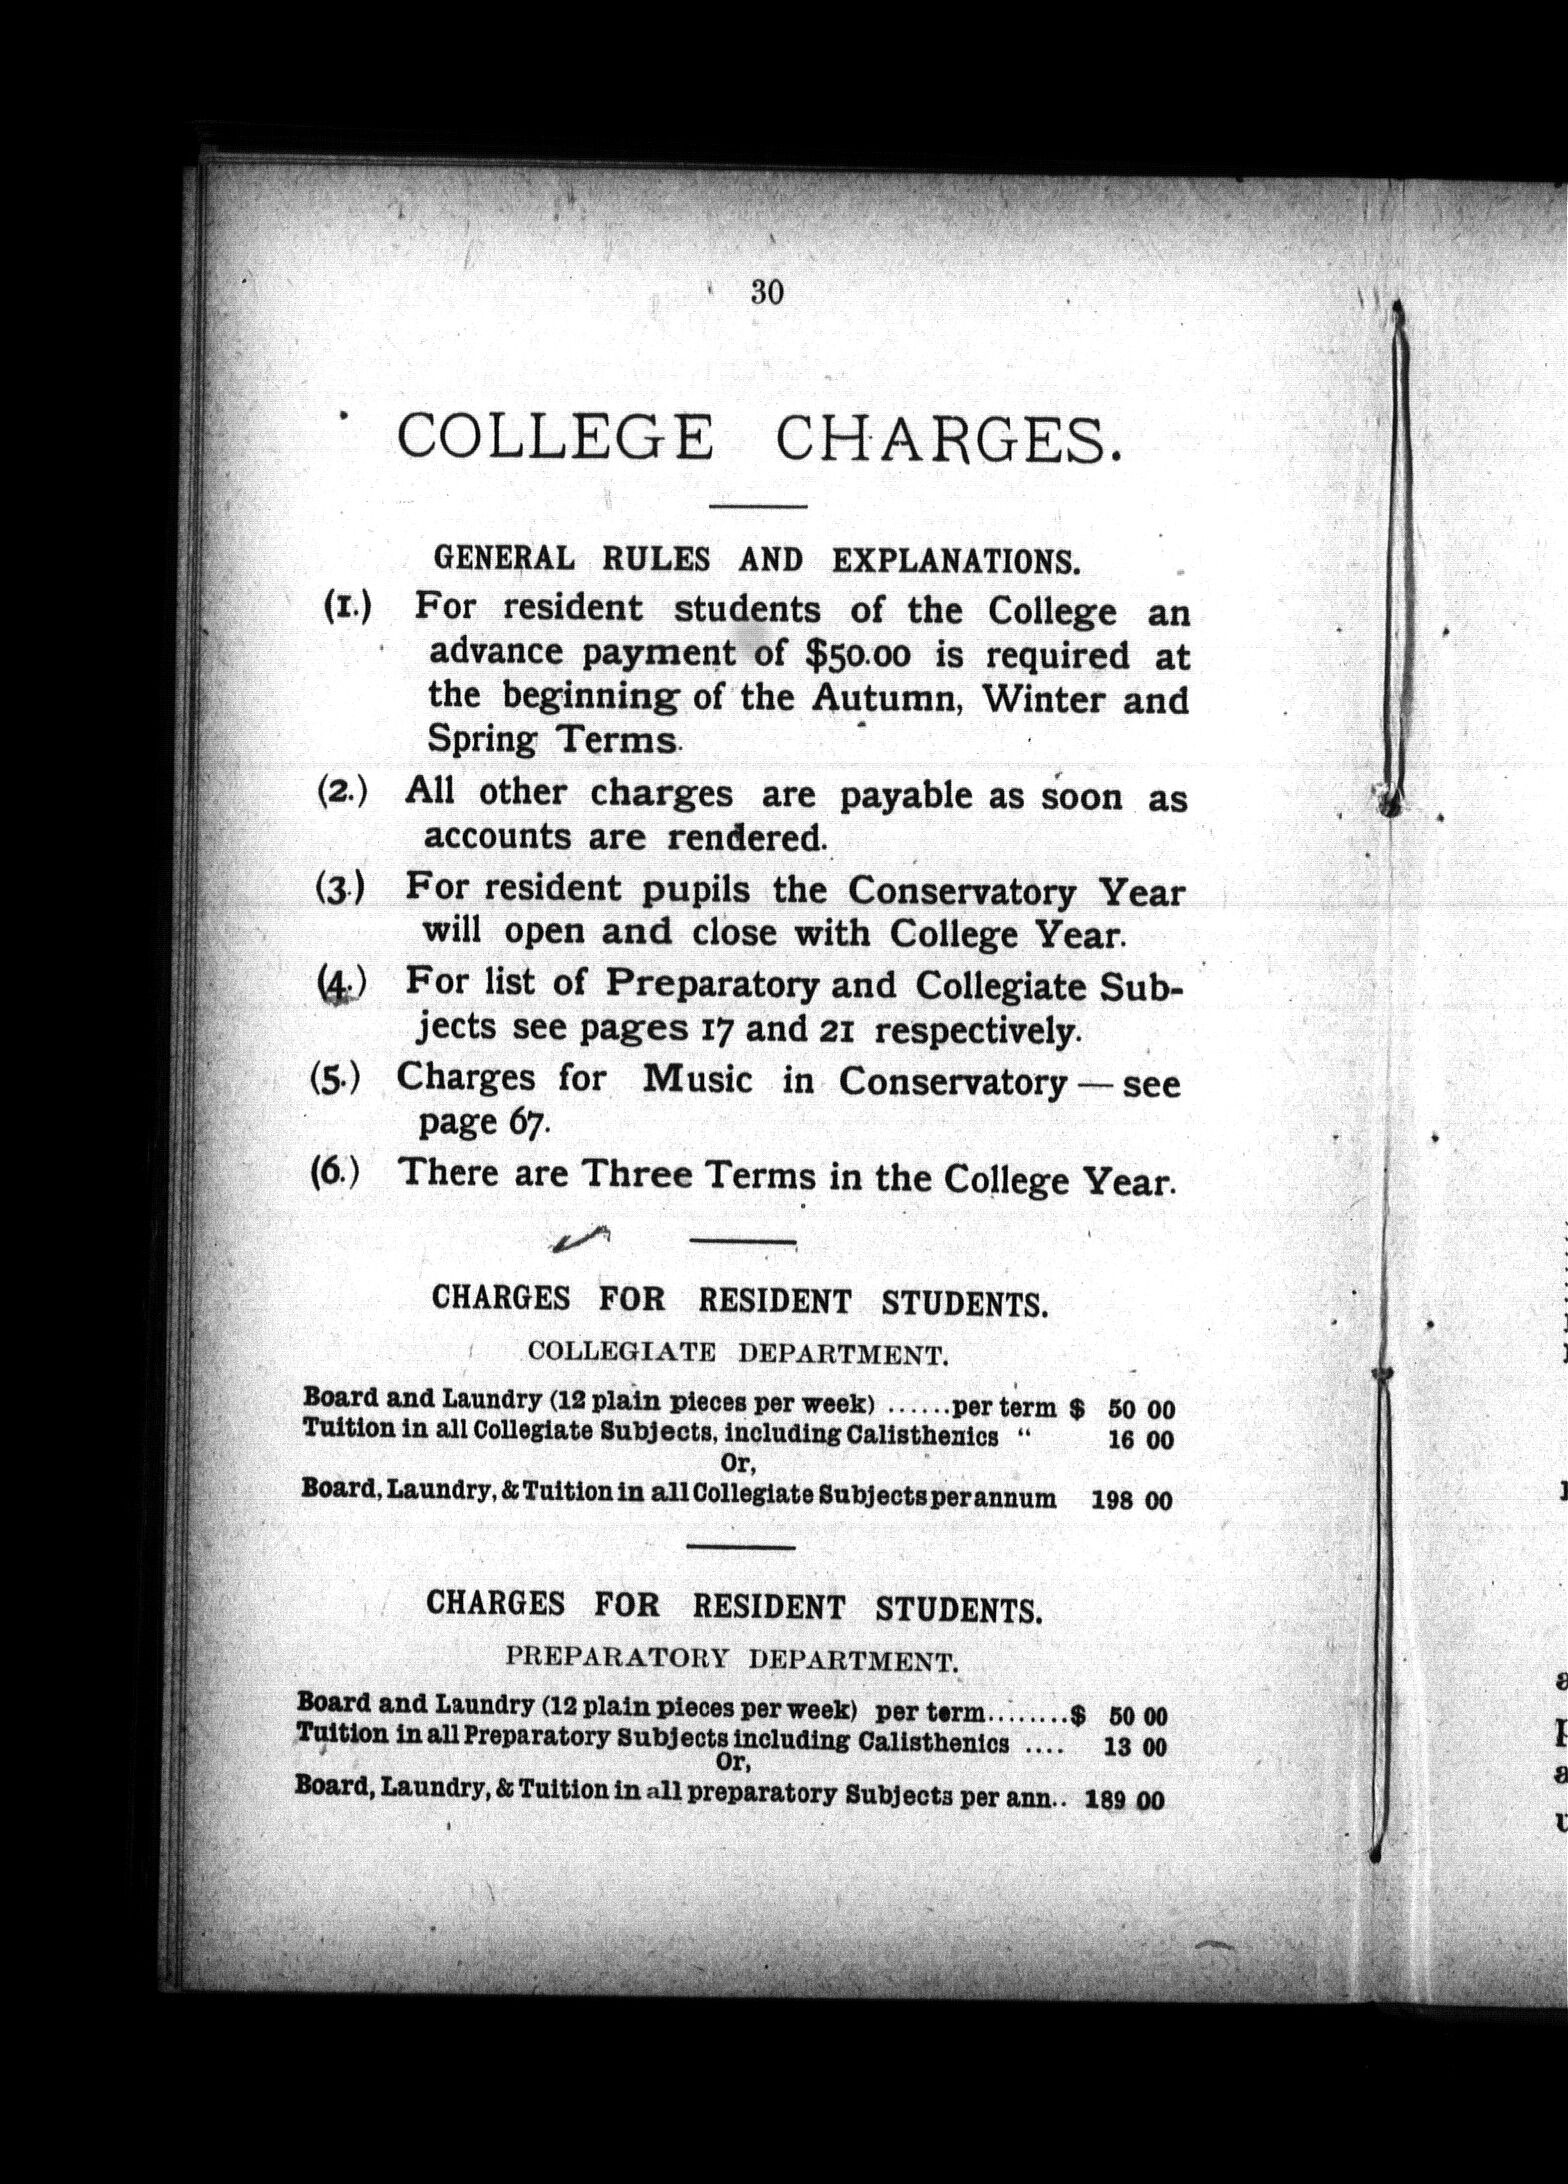 30
COLLEGE CHARGES.
GENERAL RULES AND EXPLANATIONS.
(1.) For resident students of the College an
advance payment of $50.00 is required at
the beginning of the Autumn, Winter and
Spring Terms.
(2.) All other charges are payable as soon as
accounts are rendered.
(3.) For resident pupils the Conservatory Year
will open and close with College Year.
(4.) For list of Preparatory and Collegiate Sub-
jects see pages 17 and 21 respectively.
(5.) Charges for Music in Conservatory — see
page 67.
(6.) There are Three Terms in the College Year.
CHARGES FOR RESIDENT STUDENTS.
COLLEGIATE DEPARTMENT.
Board and Laundry (12 plain pieces per week) ......per term $ 50 00
Tuition in all Collegiate Subjects, including Calisthenics “ 16 00
Or,
Board, Laundry, & Tuition in all Collegiate Subjects per annum 198 00
CHARGES FOR RESIDENT STUDENTS.
PREPARATORY DEPARTMENT.
Board and Laundry (12 plain pieces per week) per term........$ 50 00
Tuition in all Preparatory Subjects including Calisthenics .... 13 00
Or,
Board, Laundry, & Tuition in all preparatory Subjects per ann.. 189 00